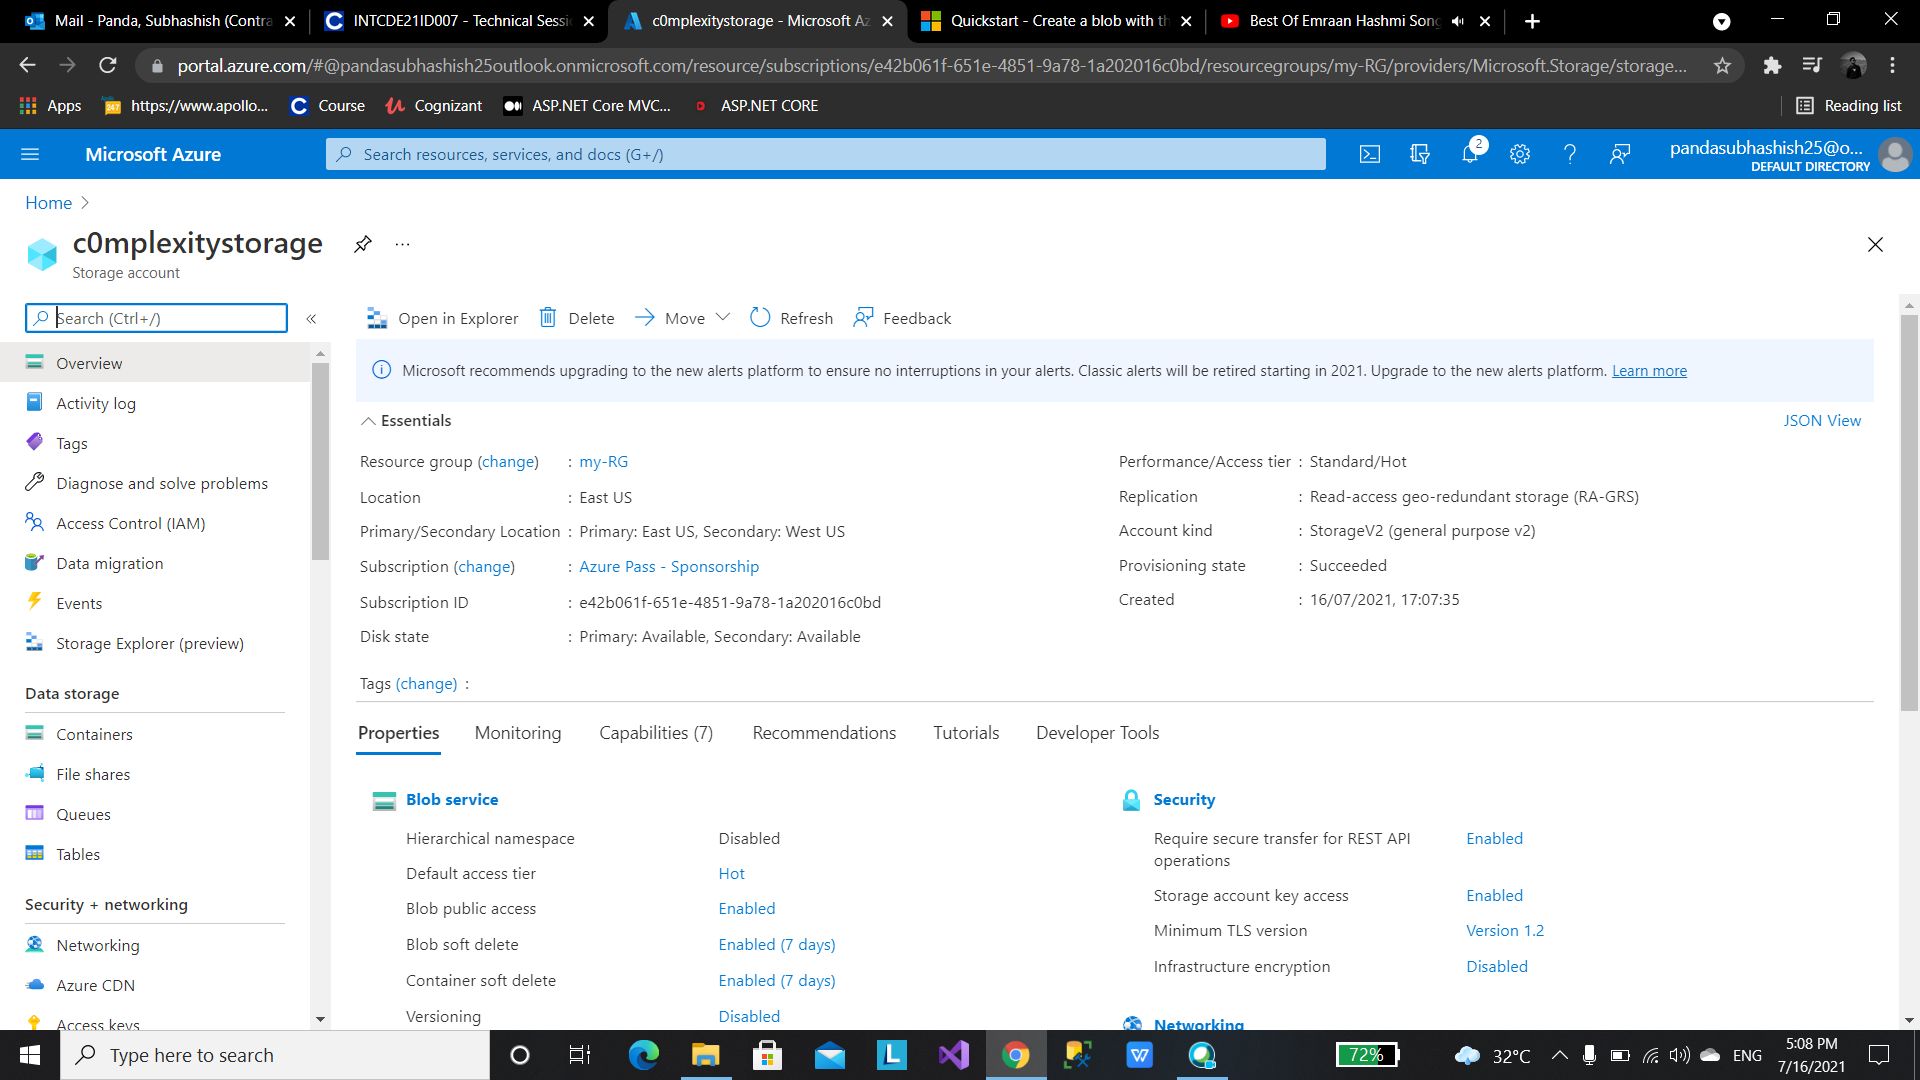 Mail - Panda, Subhashish (Contra
INTCDE21ID007 - Technical Sessi
c0mplexitystorage - Microsoft Az
Quickstart - Create a blob with th
Best Of Emraan Hashmi Song
portal.azure.com/#@pandasubhashish25outlook.onmicrosoft.com/resource/subscriptions/e42b061f-651e-4851-9a78-1a202016c0bd/resourcegroups/my-RG/providers/Microsoft.Storage/storage...
Apps
https://www.apollo...
Course
Cognizant
ASP.NET Core MVC...
ASP.NET CORE
Reading list
Microsoft Azure
Search resources, services, and docs (G+/)
2
pandasubhashish25@o...
DEFAULT DIRECTORY
Home
c0mplexitystorage
Storage account
Search (Ctrl+/)
Overview
Activity log
Tags
Diagnose and solve problems
Access Control (IAM)
Data migration
Events
Storage Explorer (preview)
Data storage
Containers
File shares
Queues
Tables
Security + networking
Networking
Azure CDN
Access keys
Open in Explorer
Delete
Move
Refresh
Feedback
Microsoft recommends upgrading to the new alerts platform to ensure no interruptions in your alerts. Classic alerts will be retired starting in 2021. Upgrade to the new alerts platform. Learn more
Essentials
JSON View
Resource group (change) : my-RG
Location : East US
Primary/Secondary Location : Primary: East US, Secondary: West US
Subscription (change) : Azure Pass - Sponsorship
Subscription ID : e42b061f-651e-4851-9a78-1a202016c0bd
Disk state : Primary: Available, Secondary: Available
Performance/Access tier : Standard/Hot
Replication : Read-access geo-redundant storage (RA-GRS)
Account kind : StorageV2 (general purpose v2)
Provisioning state : Succeeded
Created : 16/07/2021, 17:07:35
Tags (change) :
Properties
Monitoring
Capabilities (7)
Recommendations
Tutorials
Developer Tools
Blob service
Hierarchical namespace Disabled
Default access tier Hot
Blob public access Enabled
Blob soft delete Enabled (7 days)
Container soft delete Enabled (7 days)
Versioning Disabled
Security
Require secure transfer for REST API Enabled
operations
Storage account key access Enabled
Minimum TLS version Version 1.2
Infrastructure encryption Disabled
Networking
Type here to search
72%
32°C
ENG
5:08 PM
7/16/2021